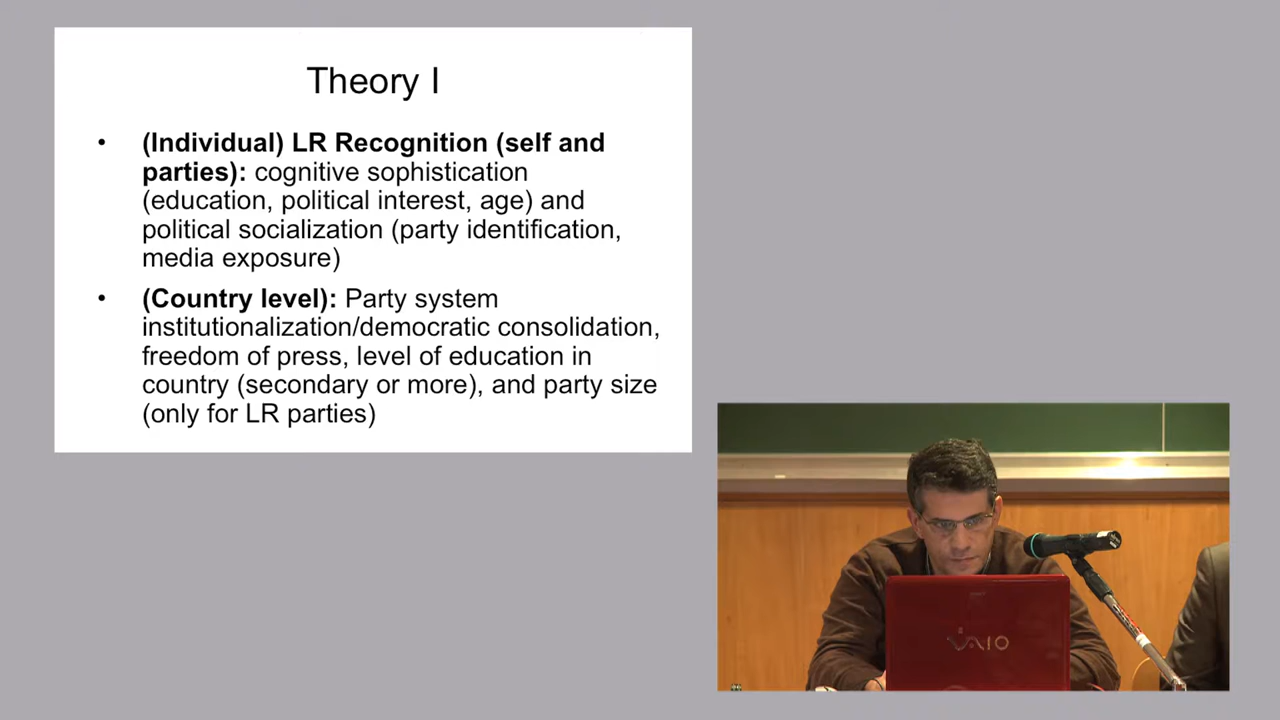 Theory I
• (Individual) LR Recognition (self and
parties): cognitive sophistication
(education, political interest, age) and
political socialization (party identification,
media exposure)
• (Country level): Party system
institutionalization/democratic consolidation,
freedom of press, level of education in
country (secondary or more), and party size
(only for LR parties)
VAIO